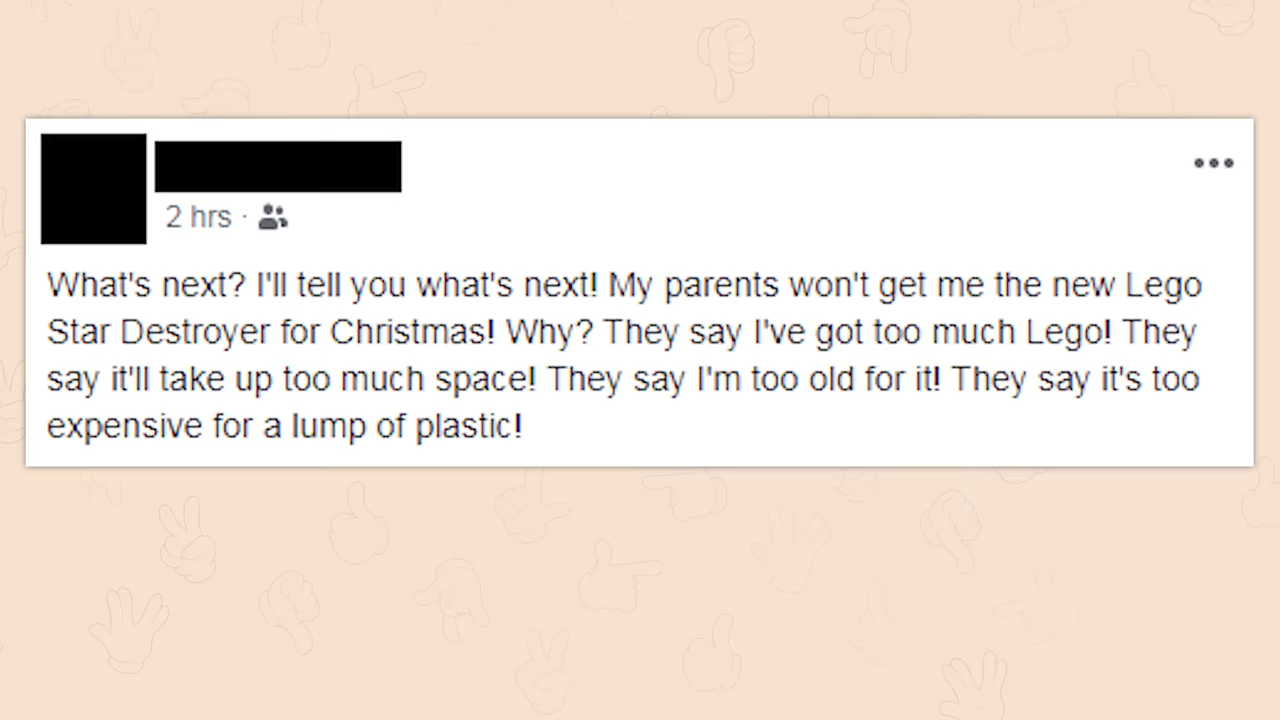 2 hrs ·
What's next? I'll tell you what's next! My parents won't get me the new Lego
Star Destroyer for Christmas! Why? They say I've got too much Lego! They
say it'll take up too much space! They say I'm too old for it! They say it's too
expensive for a lump of plastic!